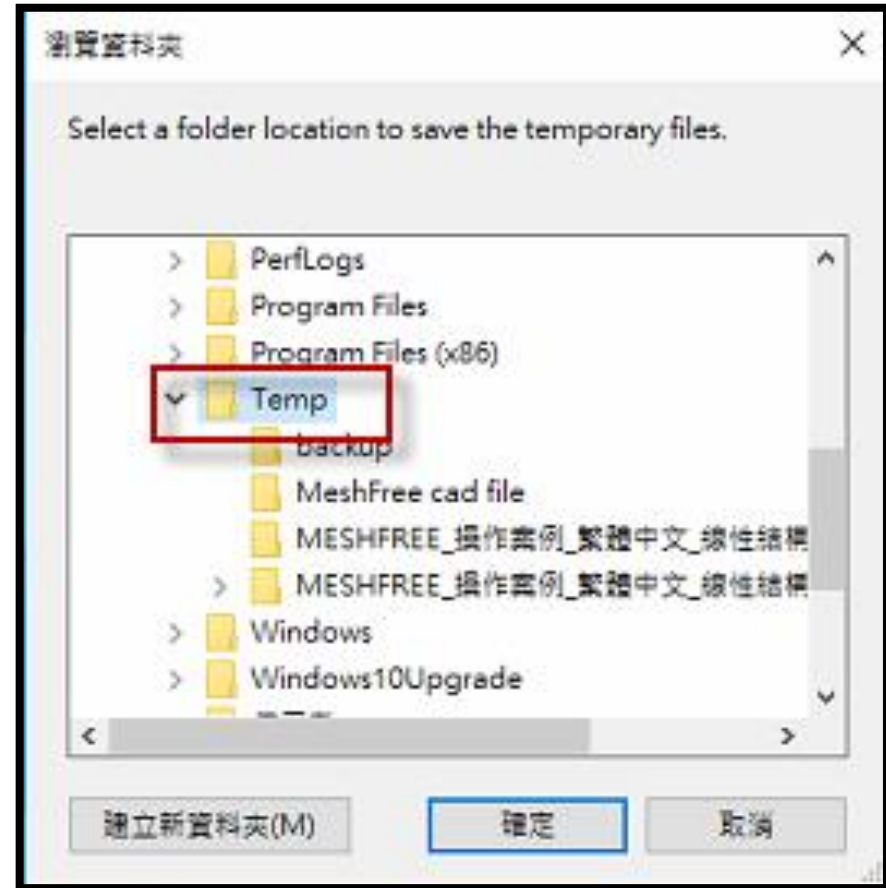 瀏覽資料夾
Select a folder location to save the temporary files.
PerfLogs
Program Files
Program Files (x86)
Temp
backup
MeshFree cad file
MESHFREE_操作案例_繁體中文_線性結構
MESHFREE_操作案例_繁體中文_線性結構
Windows
Windows10Upgrade
建立新資料夾(M)
確定
取消